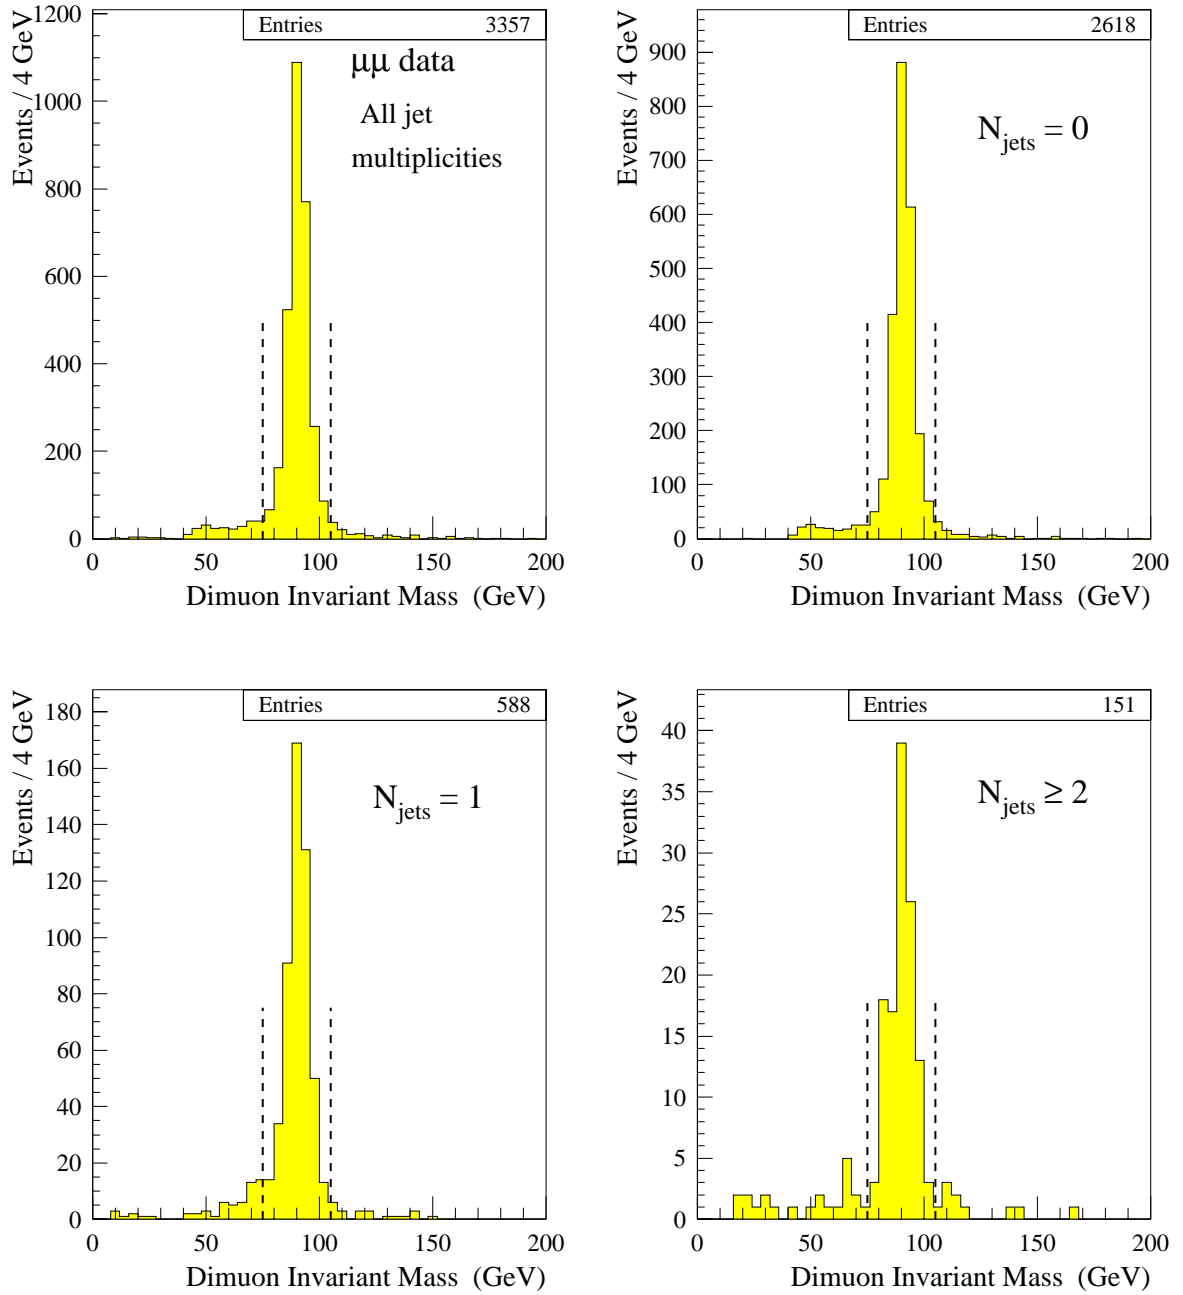 Entries 3357
μμ data
All jet
multiplicities
Events / 4 GeV
1200
1000
800
600
400
200
0
0 50 100 150 200
Dimuon Invariant Mass (GeV)
Entries 2618
N_jets = 0
Events / 4 GeV
900
800
700
600
500
400
300
200
100
0
0 50 100 150 200
Dimuon Invariant Mass (GeV)
Entries 588
N_jets = 1
Events / 4 GeV
180
160
140
120
100
80
60
40
20
0
0 50 100 150 200
Dimuon Invariant Mass (GeV)
Entries 151
N_jets ≥ 2
Events / 4 GeV
40
35
30
25
20
15
10
5
0
0 50 100 150 200
Dimuon Invariant Mass (GeV)